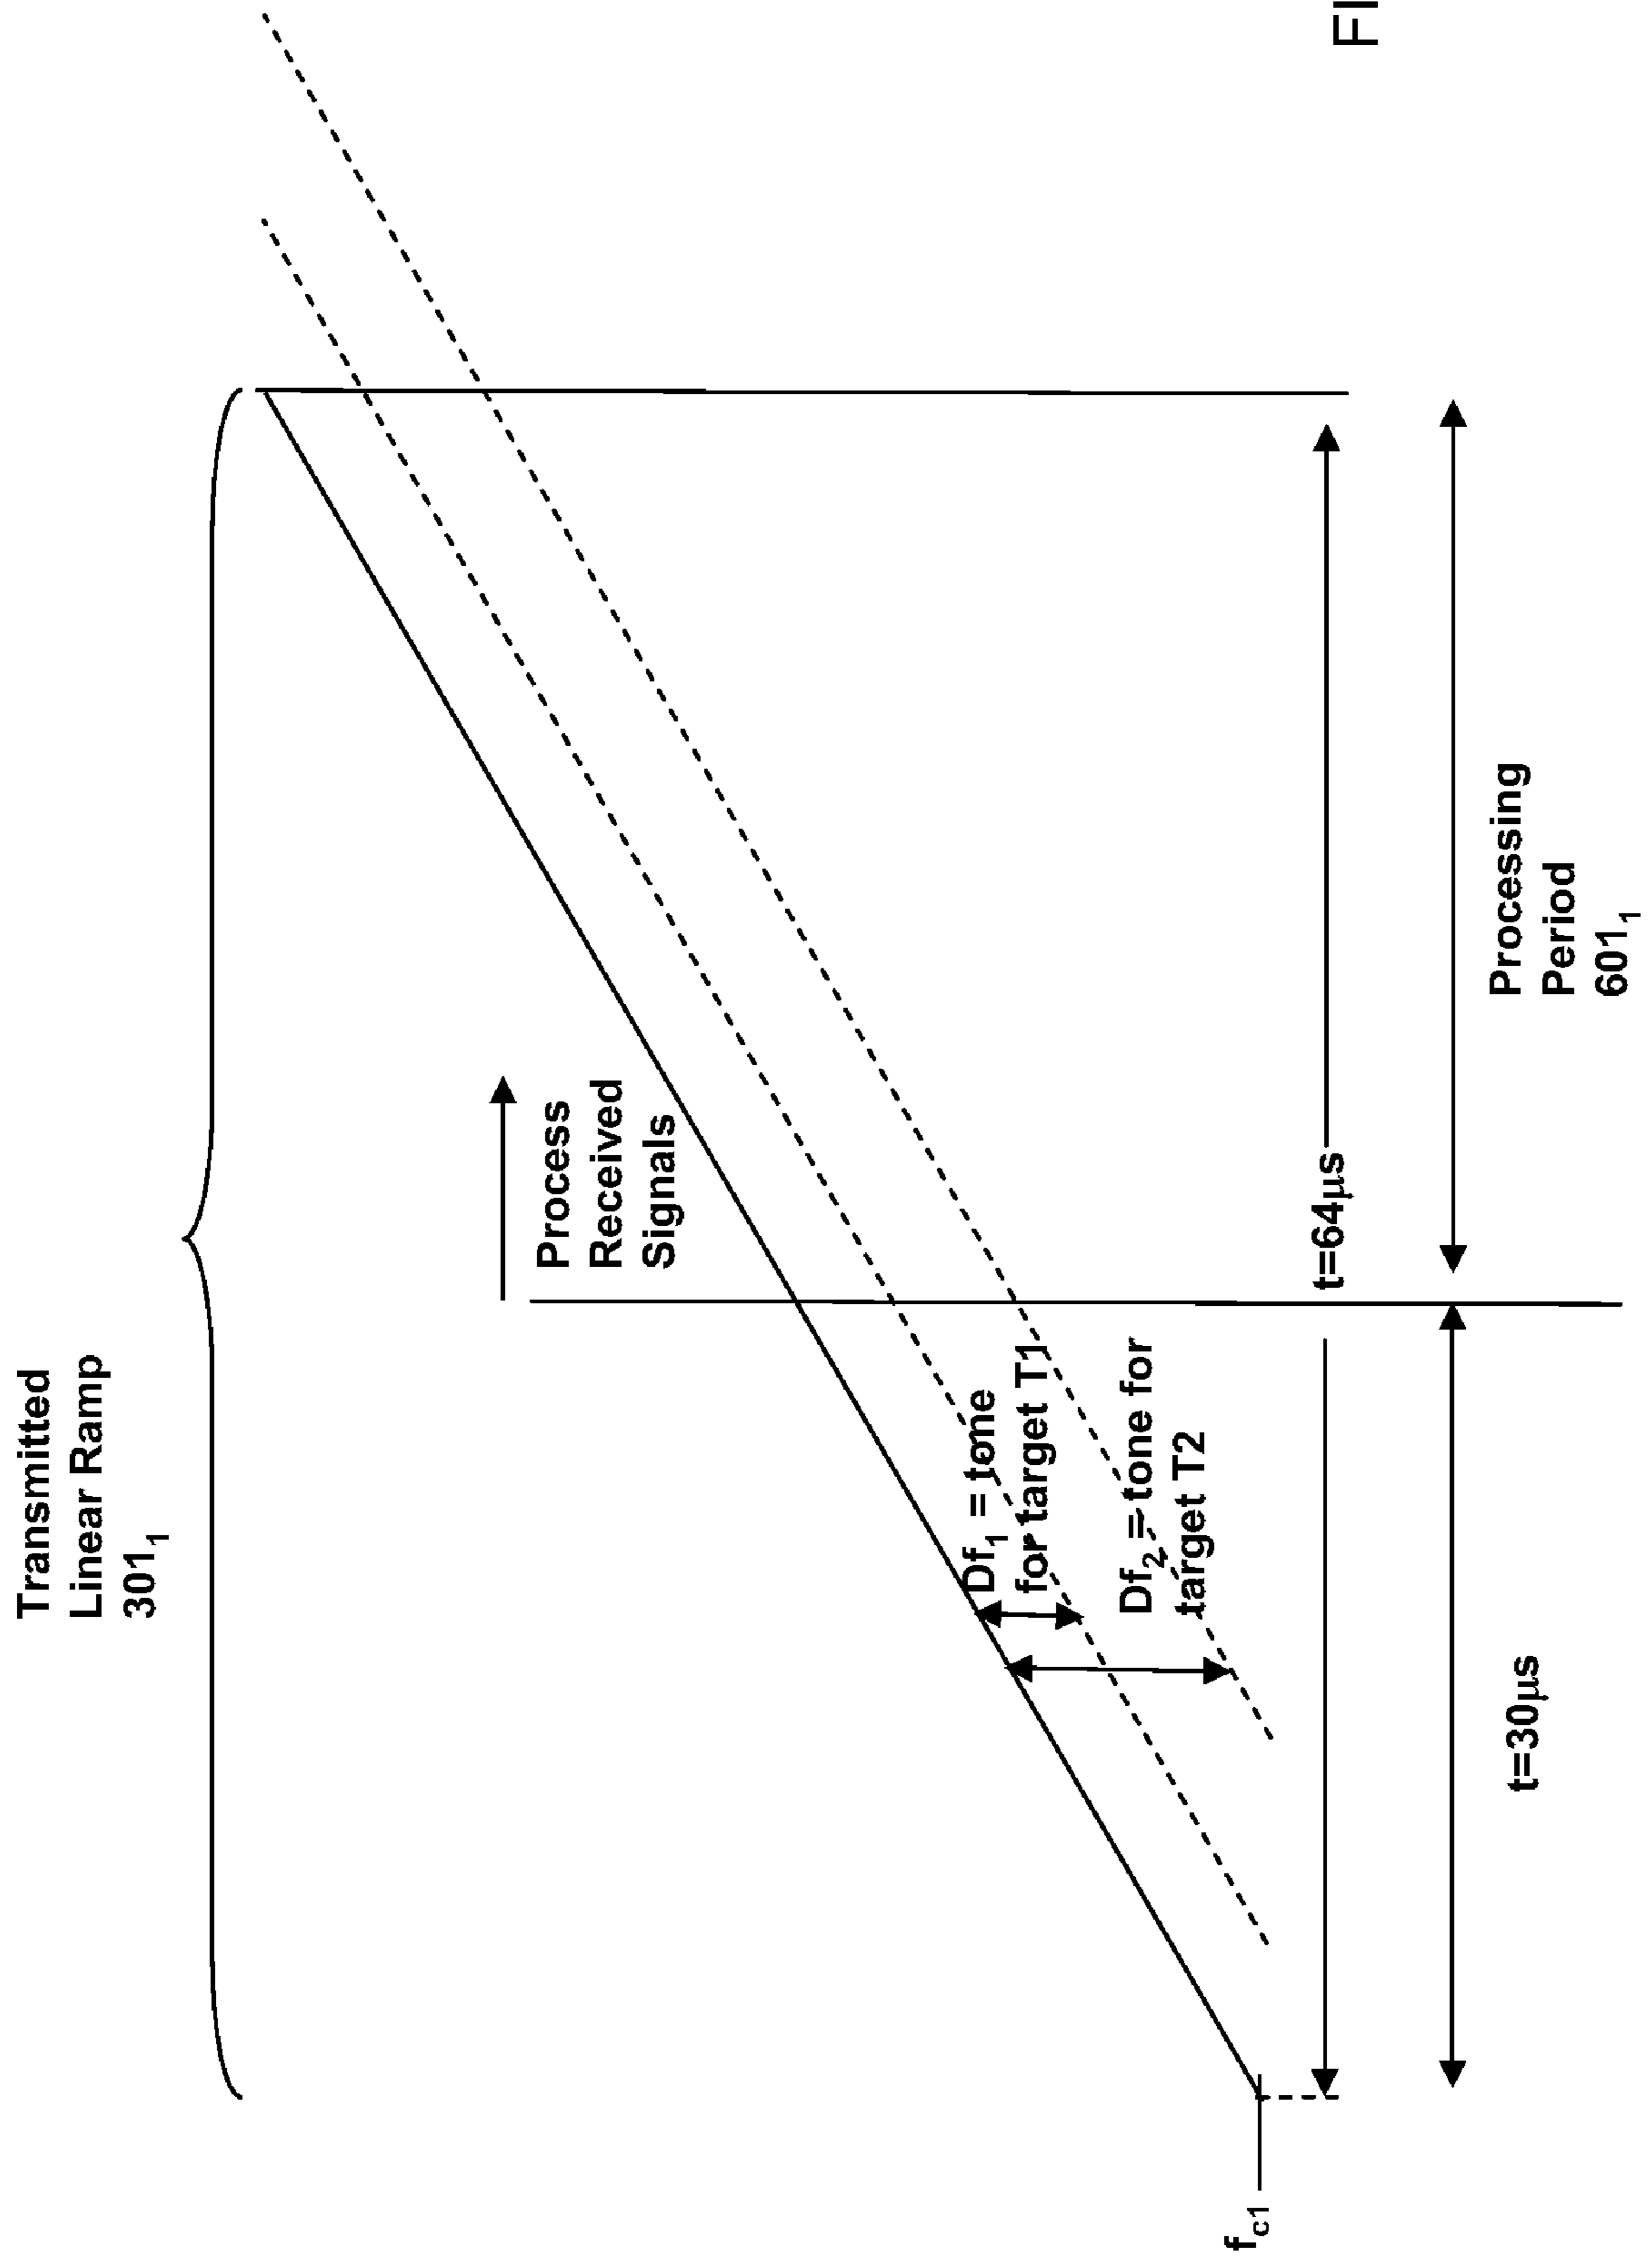 Transmitted
Linear Ramp
301₁
Process
Received
Signals
Df₁ = tone
for target T1
Df₂ = tone for
target T2
f꜀₁
t=64µs
t=30µs
Processing
Period
601₁
FI